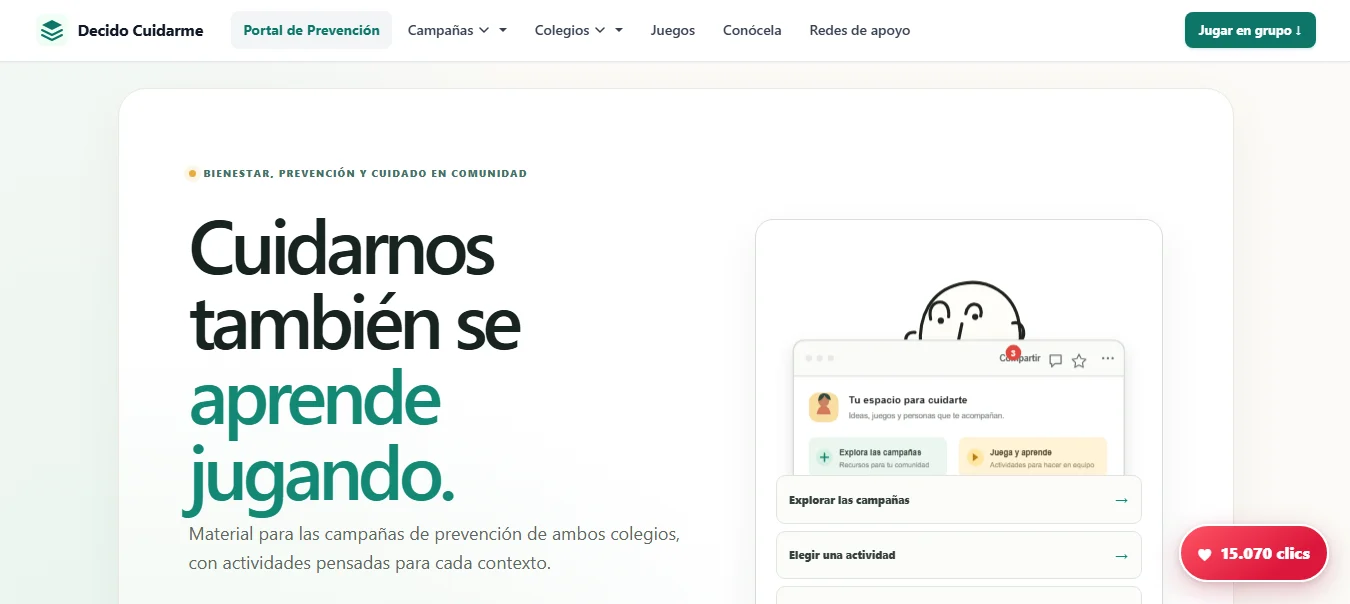 Decido Cuidarme
Portal de Prevención
Campañas
Colegios
Juegos
Conócela
Redes de apoyo
Jugar en grupo ↓
BIENESTAR, PREVENCIÓN Y CUIDADO EN COMUNIDAD
Cuidarnos
también se
aprende
jugando.
Material para las campañas de prevención de ambos colegios,
con actividades pensadas para cada contexto.
3
Tu espacio para cuidarte
Ideas, juegos y personas que te acompañan.
Explora las campañas
Recursos para tu comunidad
Juega y aprende
Actividades para hacer en equipo
Explorar las campañas →
Elegir una actividad →
15.070 clics